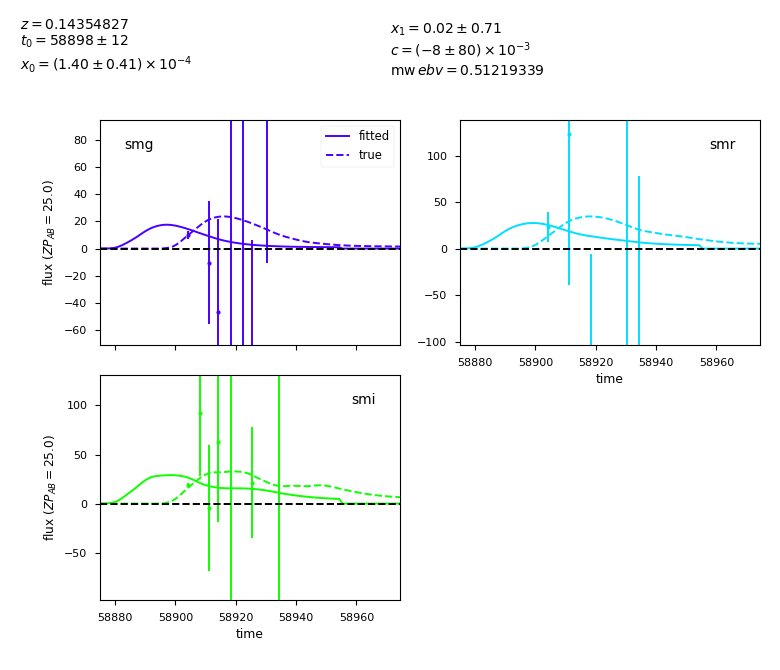 z = 0.14354827
t₀ = 58898 ± 12
x₀ = (1.40 ± 0.41) × 10⁻⁴
x₁ = 0.02 ± 0.71
c = (−8 ± 80) × 10⁻³
mw ebv = 0.51219339
smg
fitted
true
80
60
40
20
0
−20
−40
−60
flux (ZP_AB = 25.0)
smr
100
50
0
−50
−100
58880 58900 58920 58940 58960
time
smi
100
50
0
−50
flux (ZP_AB = 25.0)
58880 58900 58920 58940 58960
time